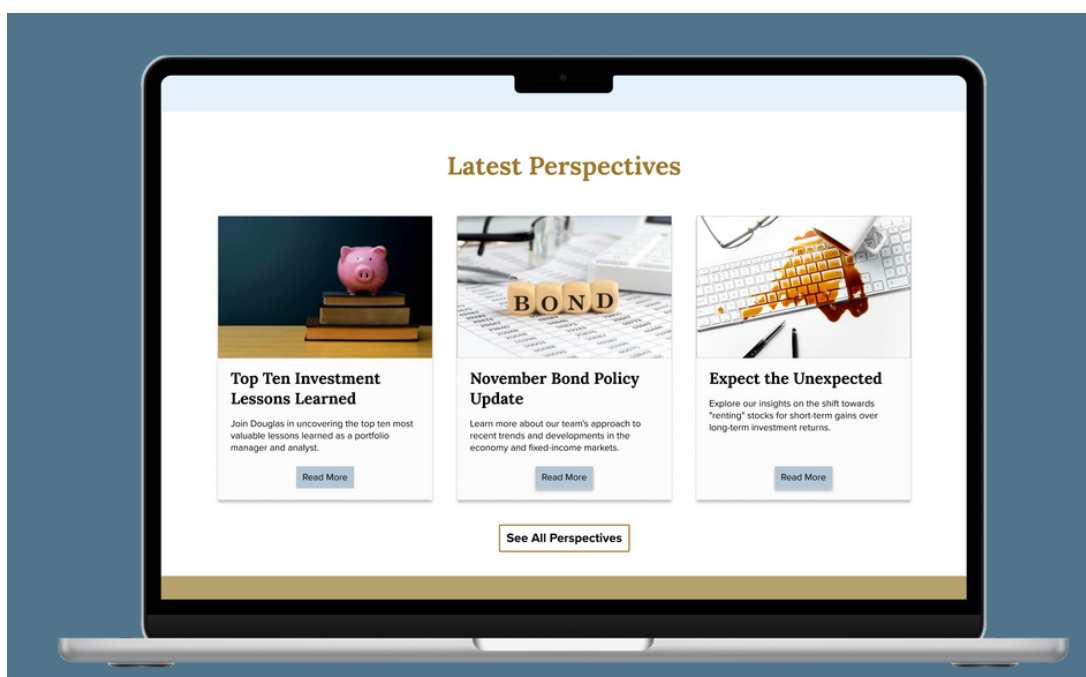 Latest Perspectives
BOND
Top Ten Investment
Lessons Learned
Join Douglas in uncovering the top ten most
valuable lessons learned as a portfolio
manager and analyst.
Read More
November Bond Policy
Update
Learn more about our team's approach to
recent trends and developments in the
economy and fixed-income markets.
Read More
Expect the Unexpected
Explore our insights on the shift towards
"renting" stocks for short-term gains over
long-term investment returns.
Read More
See All Perspectives